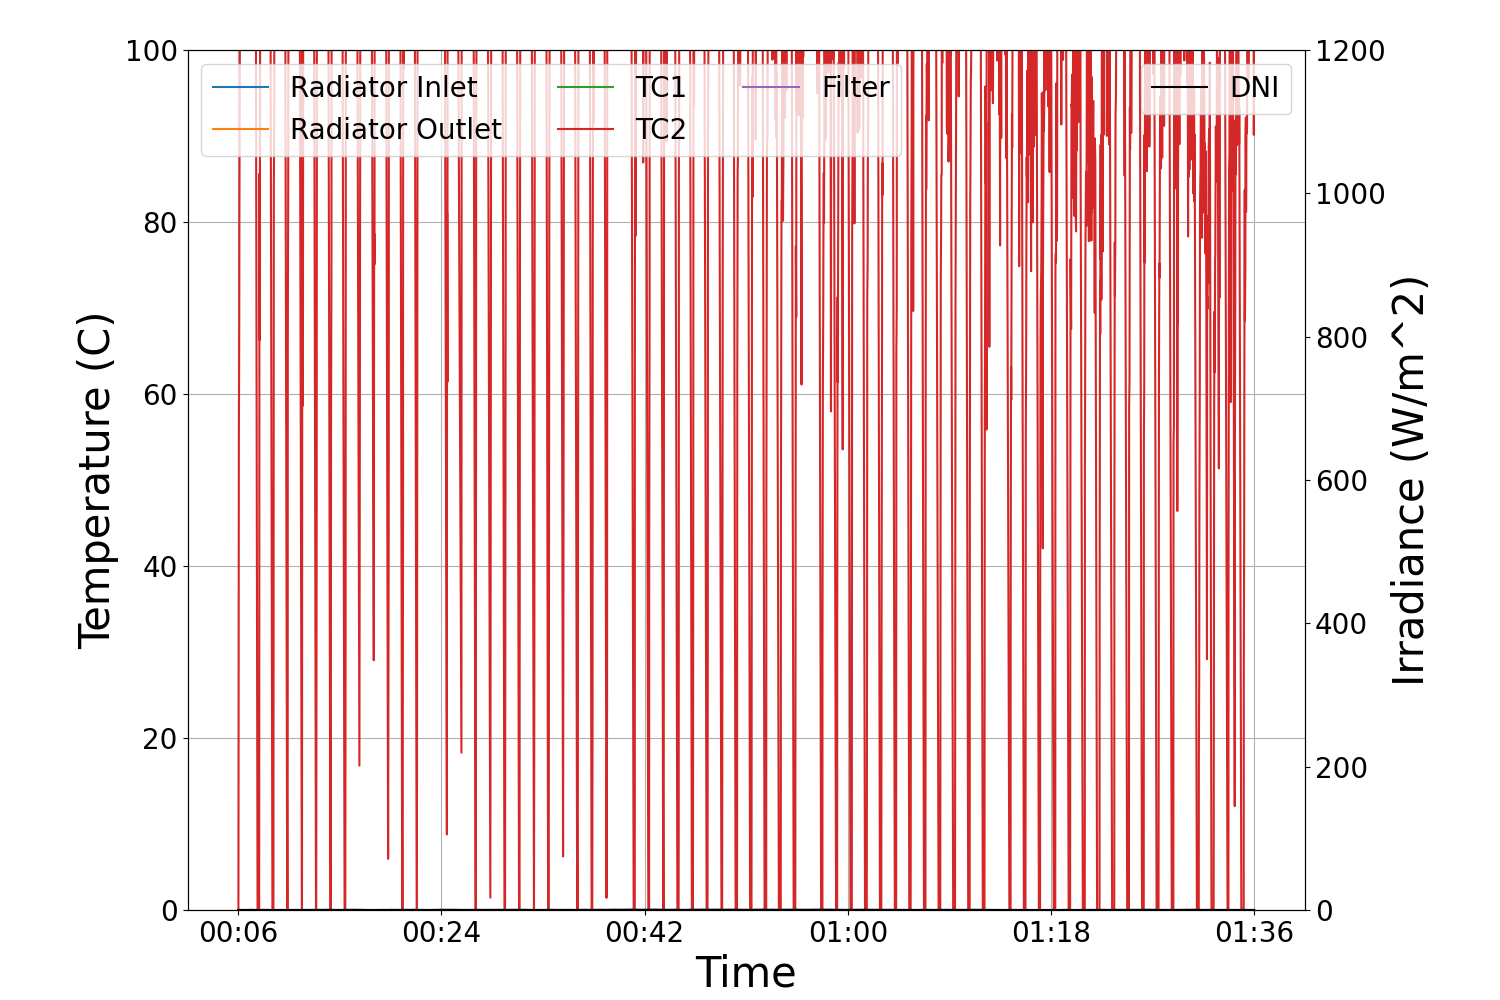 100
80
60
40
20
0
Temperature (C)
Radiator Inlet
Radiator Outlet
TC1
TC2
Filter
DNI
1200
1000
800
600
400
200
0
Irradiance (W/m^2)
00:06 00:24 00:42 01:00 01:18 01:36
Time